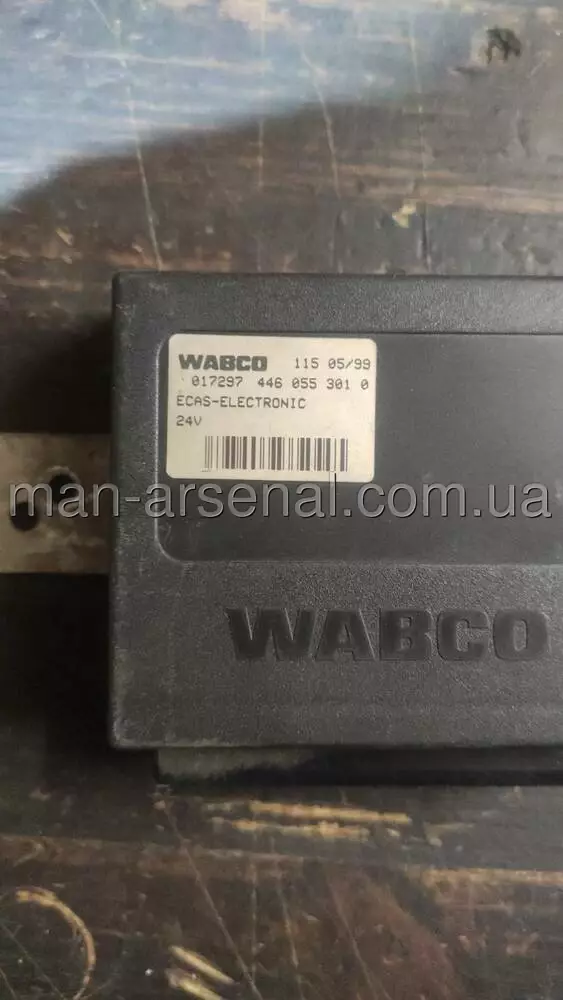 WABCO 115 05/99
017297 446 055 301 0
ECAS-ELECTRONIC
24V
man-arsenal.com.ua
WABCO